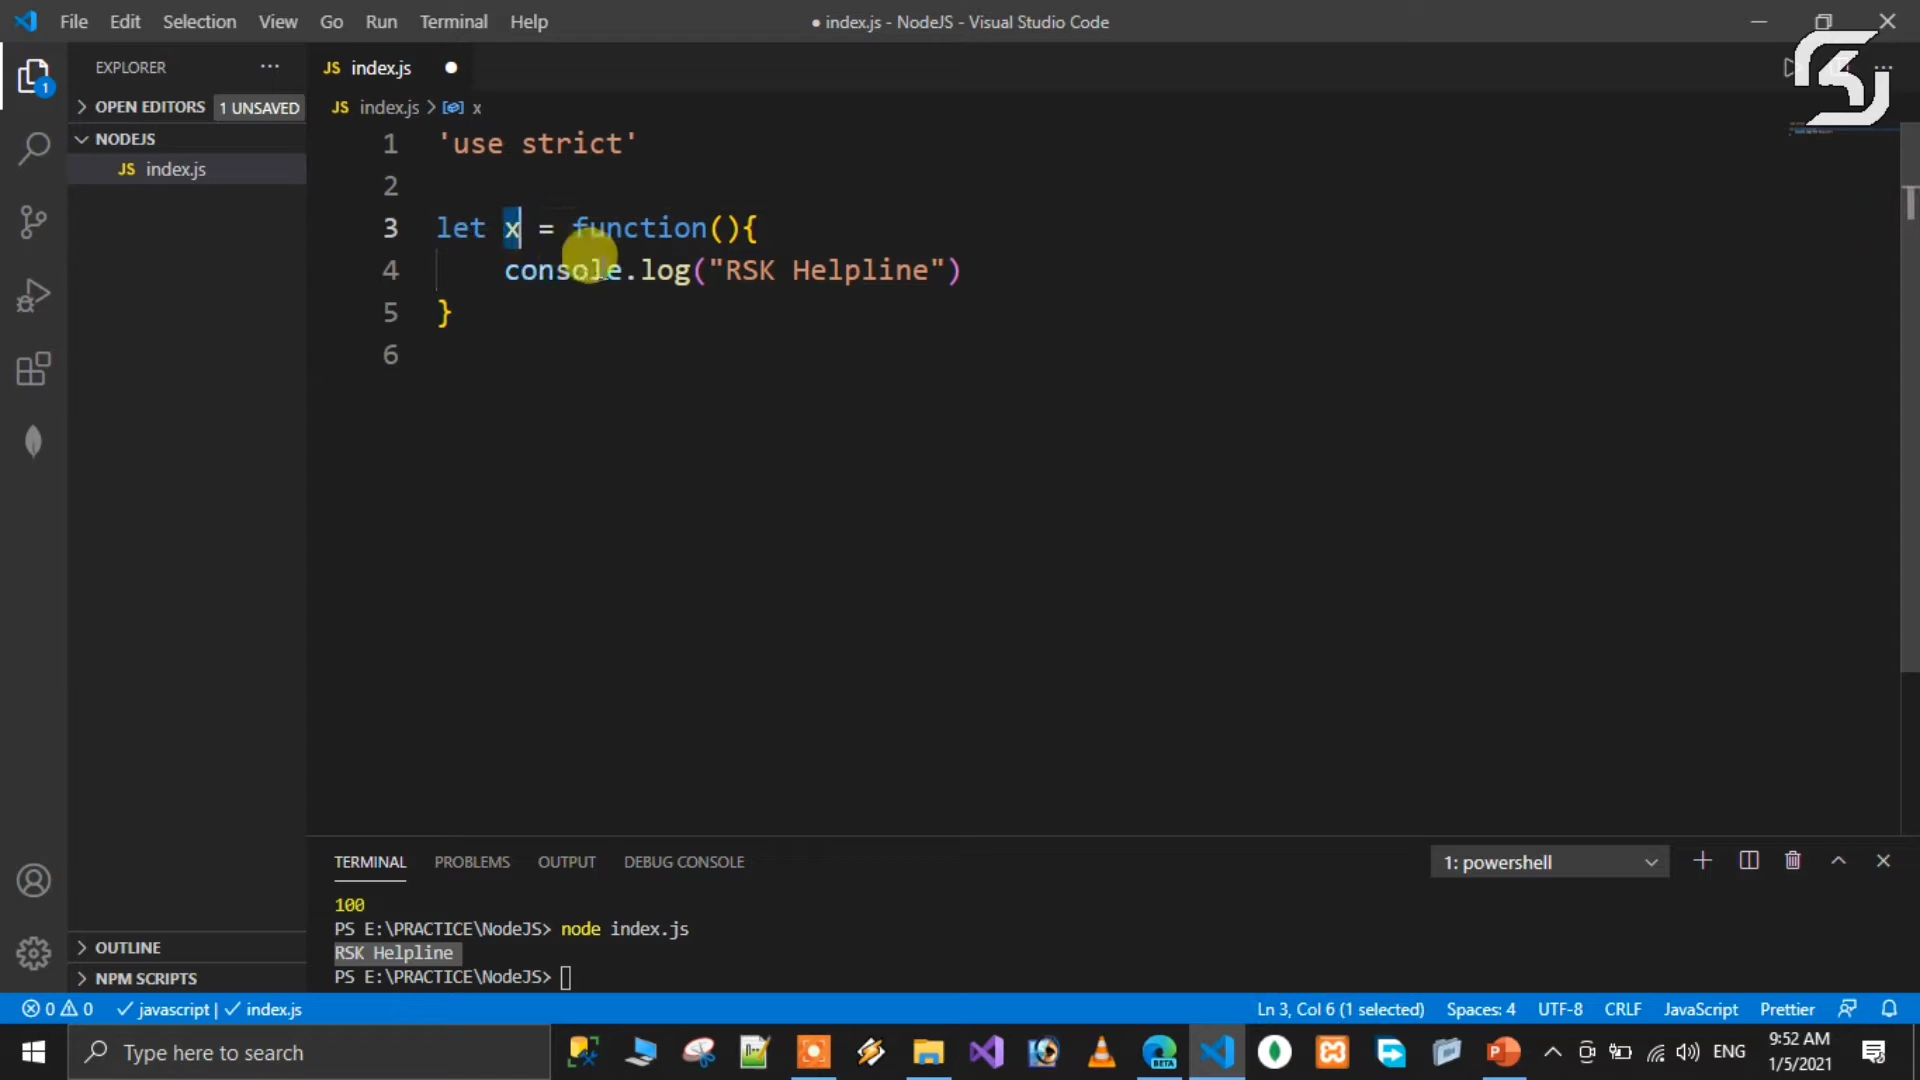 File Edit Selection View Go Run Terminal Help
● index.js - NodeJS - Visual Studio Code
EXPLORER
JS index.js
OPEN EDITORS 1 UNSAVED
JS index.js > x
NODEJS
JS index.js
1 'use strict'
2
3 let x = function(){
4 console.log("RSK Helpline")
5 }
6
TERMINAL PROBLEMS OUTPUT DEBUG CONSOLE
1: powershell
100
PS E:\PRACTICE\NodeJS> node index.js
RSK Helpline
PS E:\PRACTICE\NodeJS>
OUTLINE
NPM SCRIPTS
0 0 javascript | index.js
Ln 3, Col 6 (1 selected) Spaces: 4 UTF-8 CRLF JavaScript Prettier
Type here to search
BETA
ENG
9:52 AM
1/5/2021